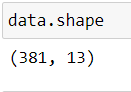 data.shape
(381, 13)